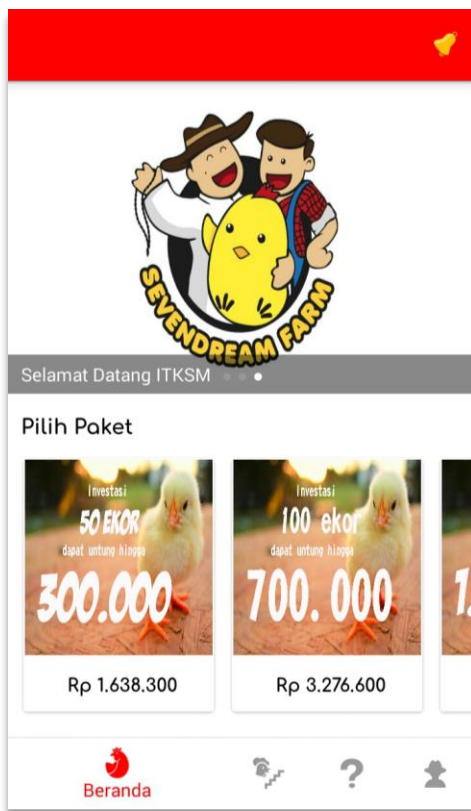 SEVENDREAM FARM
Selamat Datang ITKSM
Pilih Paket
Investasi
50 EKOR
dapat untung hingga
300.000
Rp 1.638.300
Investasi
100 ekor
dapat untung hingga
700.000
Rp 3.276.600
Beranda
?